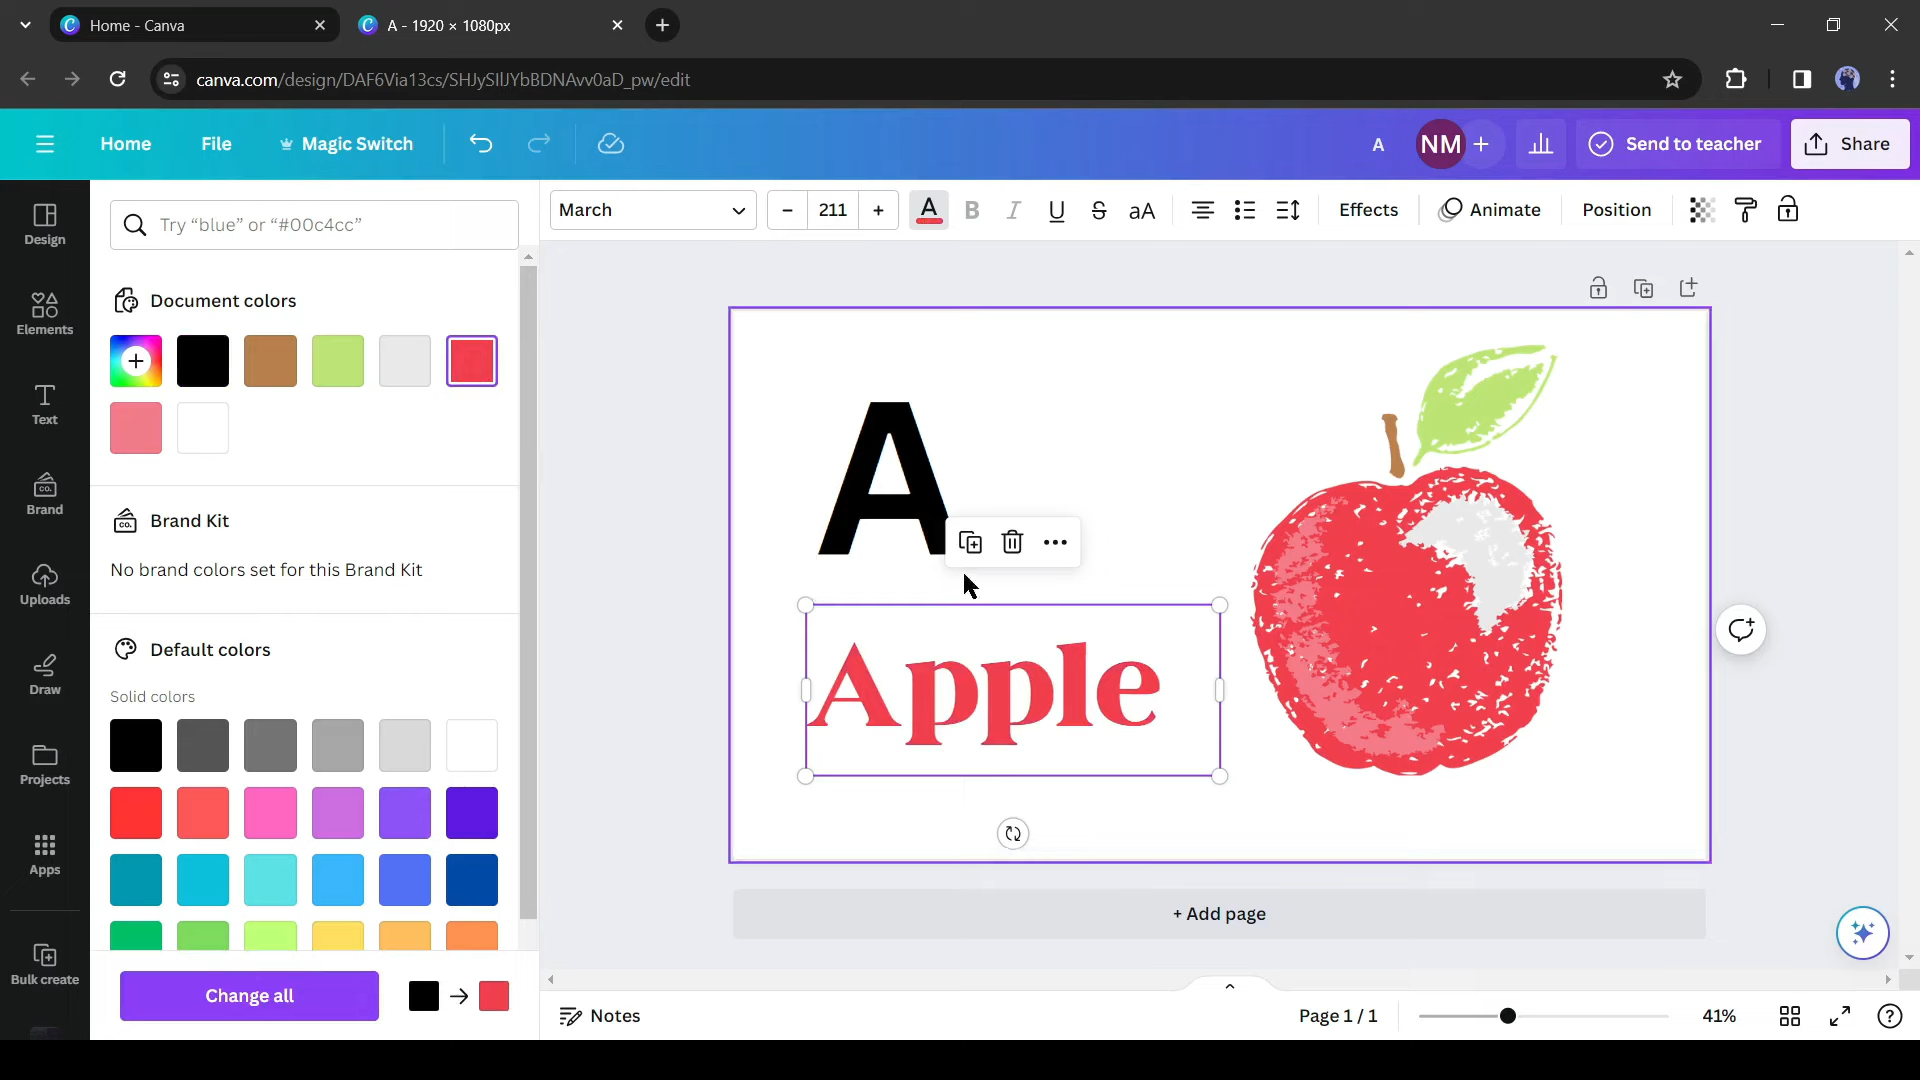 Home - Canva
A - 1920 × 1080px
canva.com/design/DAF6Via13cs/SHJySIlJYbBDNAvv0aD_pw/edit
Home File Magic Switch A NM + Send to teacher Share
Try “blue” or “#00c4cc”
March - 211 + A B I U S aA Effects Animate Position
Design
Elements
Text
Brand
Uploads
Draw
Projects
Apps
Bulk create
Document colors
Brand Kit
No brand colors set for this Brand Kit
Default colors
Solid colors
Change all
A
Apple
+ Add page
Notes Page 1 / 1 41%